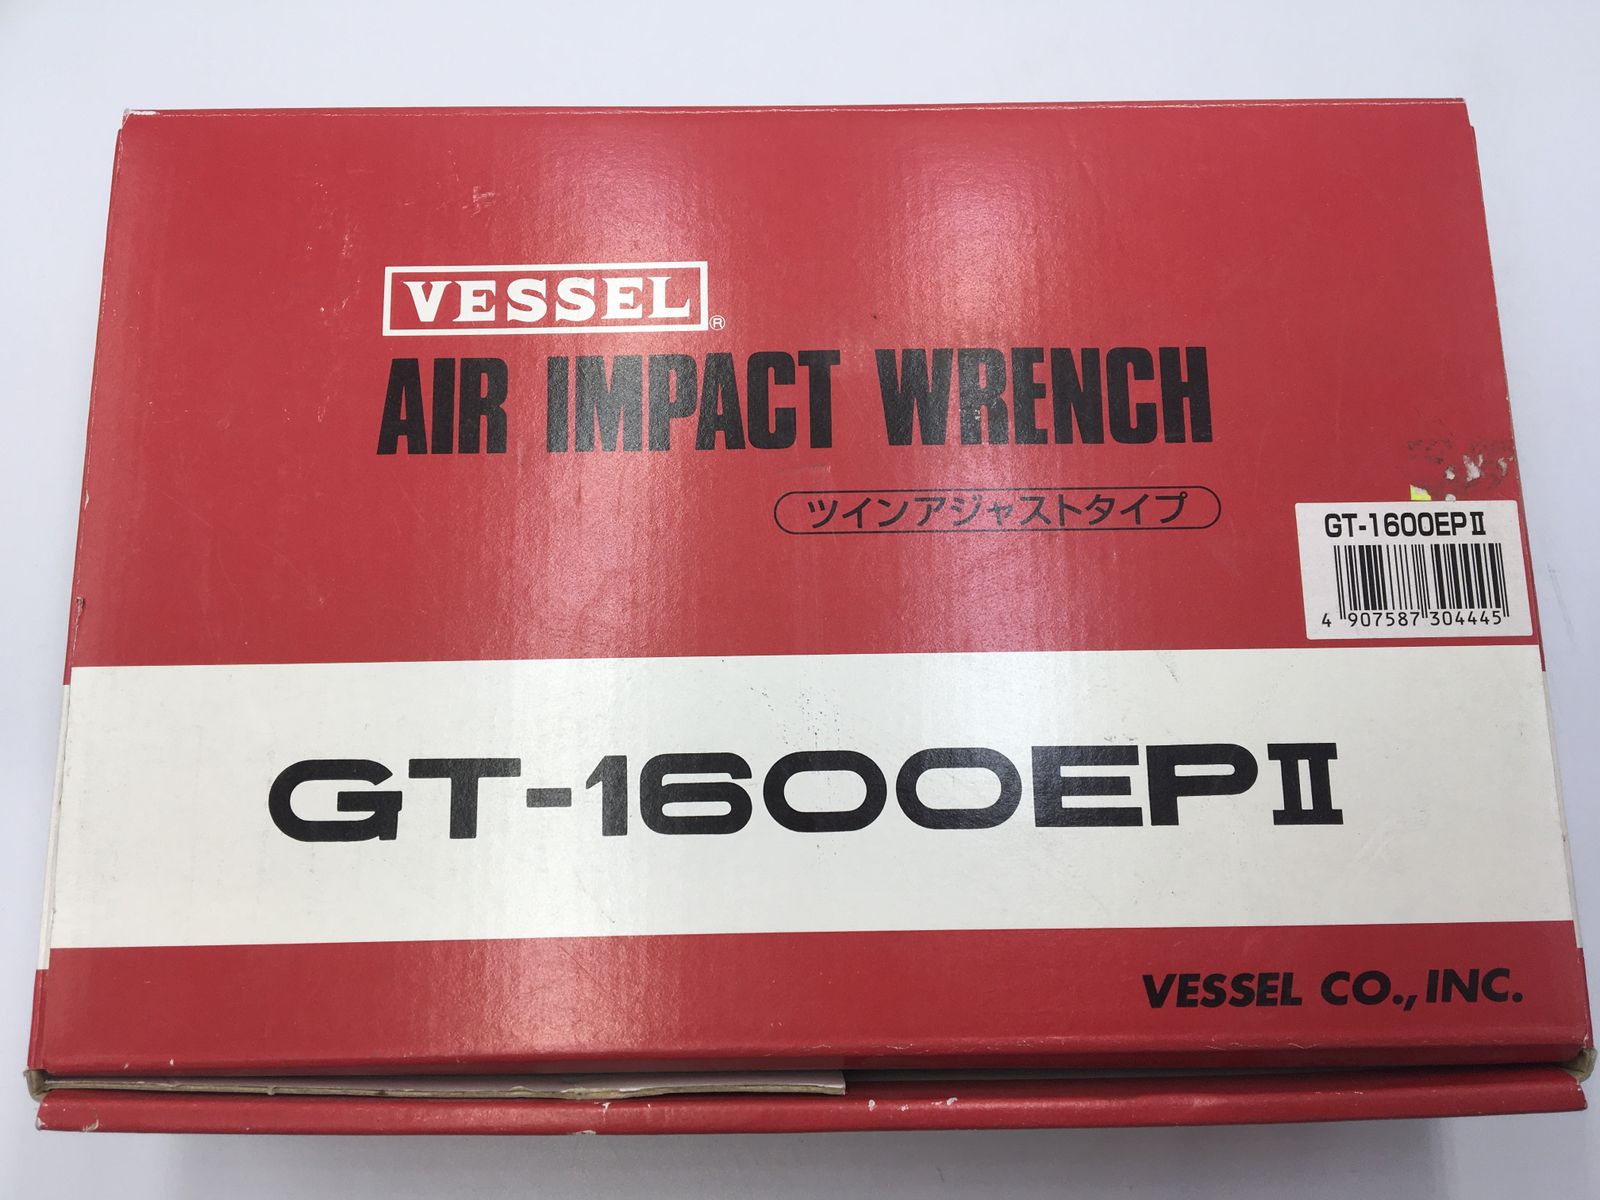 VESSEL®
AIR IMPACT WRENCH
ツインアジャストタイプ
GT-1600EPⅡ
4 907587 304445
GT-1600EPⅡ
VESSEL CO., INC.